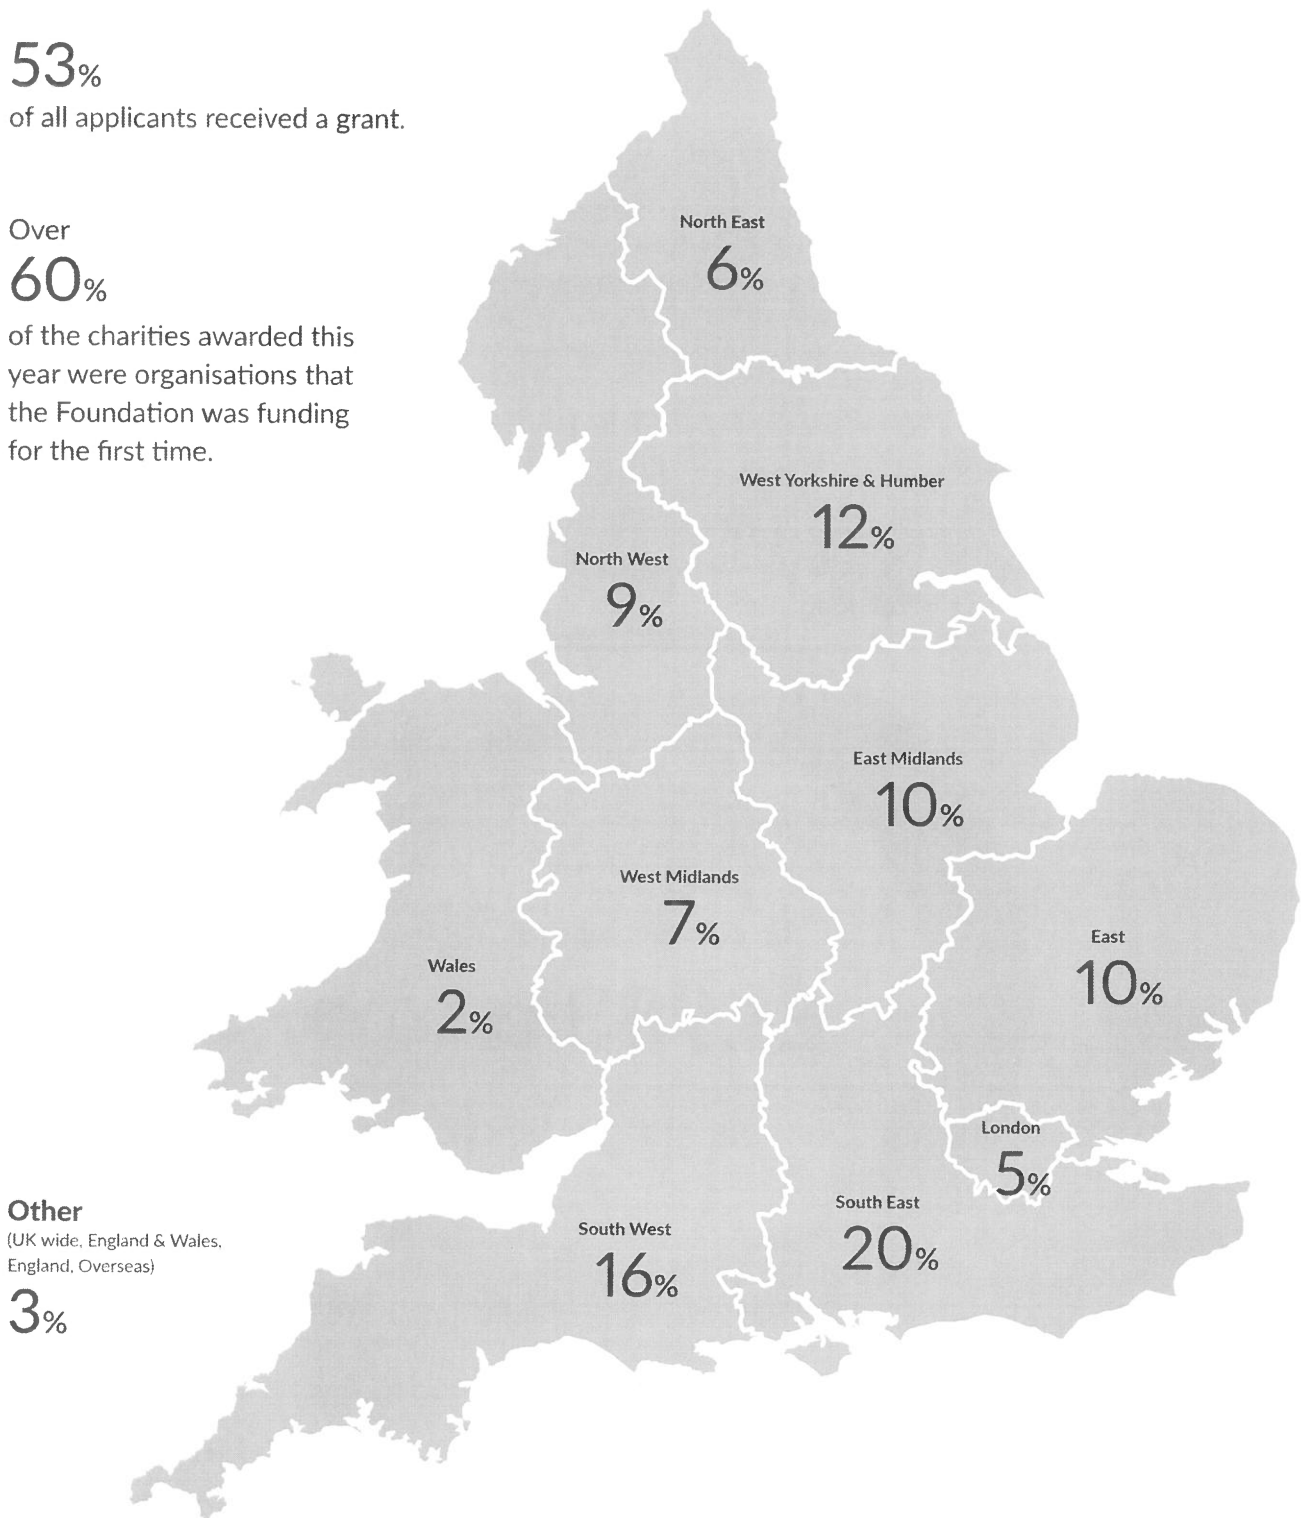 53%
of all applicants received a grant.
Over
60%
of the charities awarded this
year were organisations that
the Foundation was funding
for the first time.
North East
6%
West Yorkshire & Humber
12%
North West
9%
East Midlands
10%
West Midlands
7%
East
10%
Wales
2%
London
5%
South East
20%
South West
16%
Other
(UK wide, England & Wales,
England, Overseas)
3%